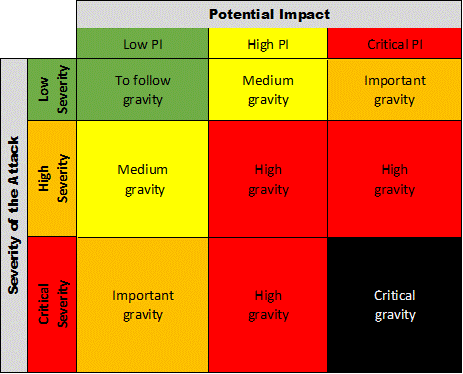 Potential Impact
Low PI High PI Critical PI
Severity of the Attack
Low
Severity
To follow
gravity
Medium
gravity
Important
gravity
High
Severity
Medium
gravity
High
gravity
High
gravity
Critical
Severity
Important
gravity
High
gravity
Critical
gravity